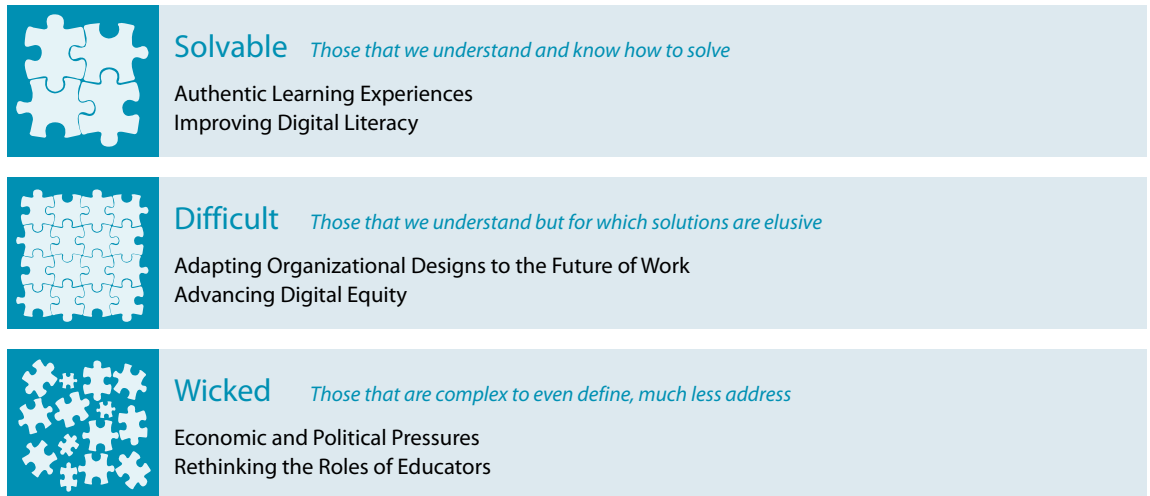 Solvable Those that we understand and know how to solve
Authentic Learning Experiences
Improving Digital Literacy
Difficult Those that we understand but for which solutions are elusive
Adapting Organizational Designs to the Future of Work
Advancing Digital Equity
Wicked Those that are complex to even define, much less address
Economic and Political Pressures
Rethinking the Roles of Educators